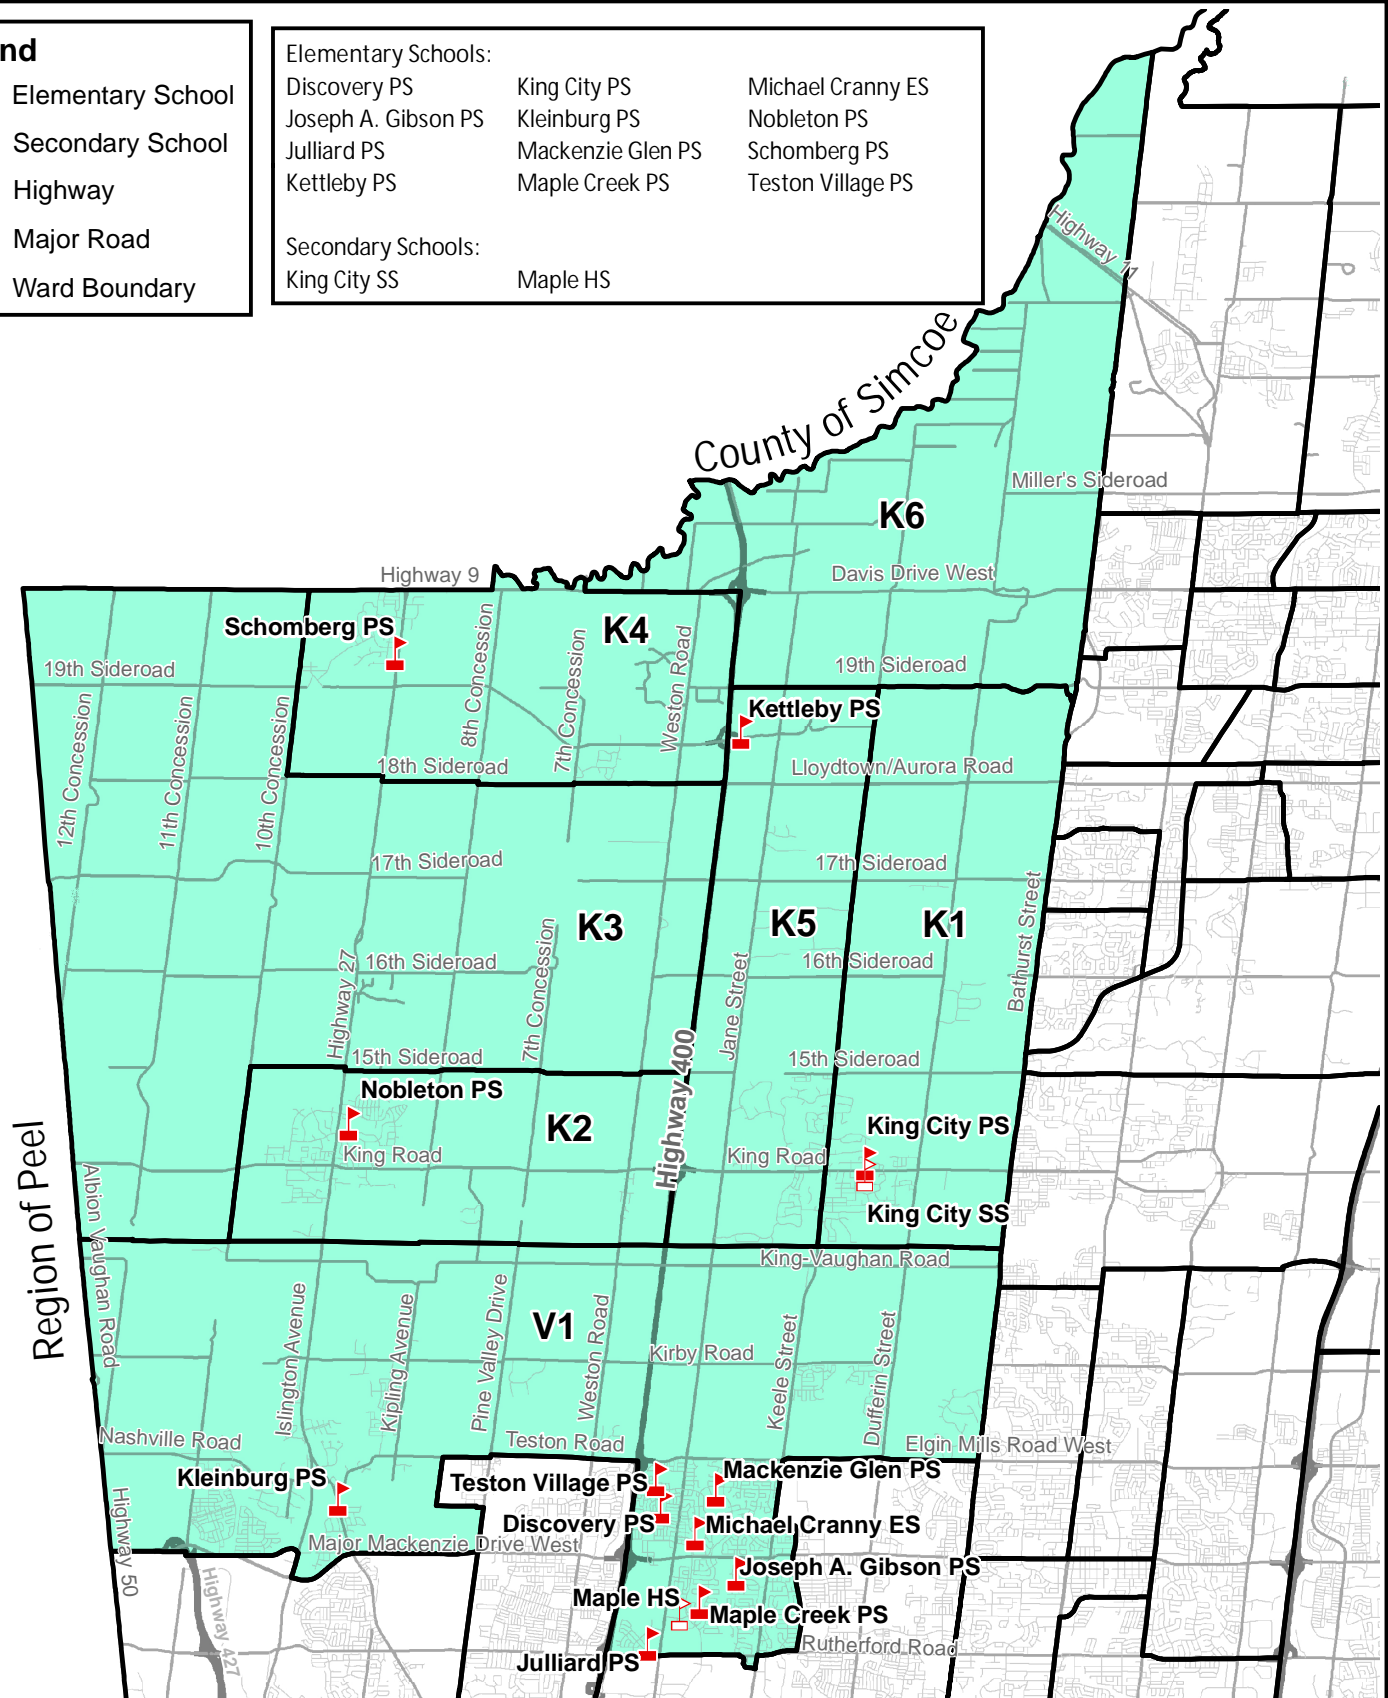 nd
Elementary School
Secondary School
Highway
Major Road
Ward Boundary
Elementary Schools:
Discovery PS King City PS Michael Cranny ES
Joseph A. Gibson PS Kleinburg PS Nobleton PS
Julliard PS Mackenzie Glen PS Schomberg PS
Kettleby PS Maple Creek PS Teston Village PS
Secondary Schools:
King City SS Maple HS
Highway 11
County of Simcoe
Miller's Sideroad
K6
Highway 9
Davis Drive West
Schomberg PS
K4
19th Sideroad
19th Sideroad
8th Concession
7th Concession
Weston Road
Kettleby PS
12th Concession
11th Concession
10th Concession
18th Sideroad
Lloydtown/Aurora Road
17th Sideroad
17th Sideroad
K3
K5
K1
Bathurst Street
16th Sideroad
16th Sideroad
Highway 27
7th Concession
Jane Street
15th Sideroad
15th Sideroad
Highway 400
Nobleton PS
K2
King City PS
King Road
King Road
King City SS
Region of Peel
Albion Vaughan Road
King-Vaughan Road
V1
Islington Avenue
Kipling Avenue
Pine Valley Drive
Weston Road
Kirby Road
Keele Street
Dufferin Street
Nashville Road
Teston Road
Elgin Mills Road West
Kleinburg PS
Teston Village PS
Mackenzie Glen PS
Highway 50
Discovery PS
Michael Cranny ES
Major Mackenzie Drive West
Joseph A. Gibson PS
Highway 427
Maple HS
Maple Creek PS
Rutherford Road
Julliard PS